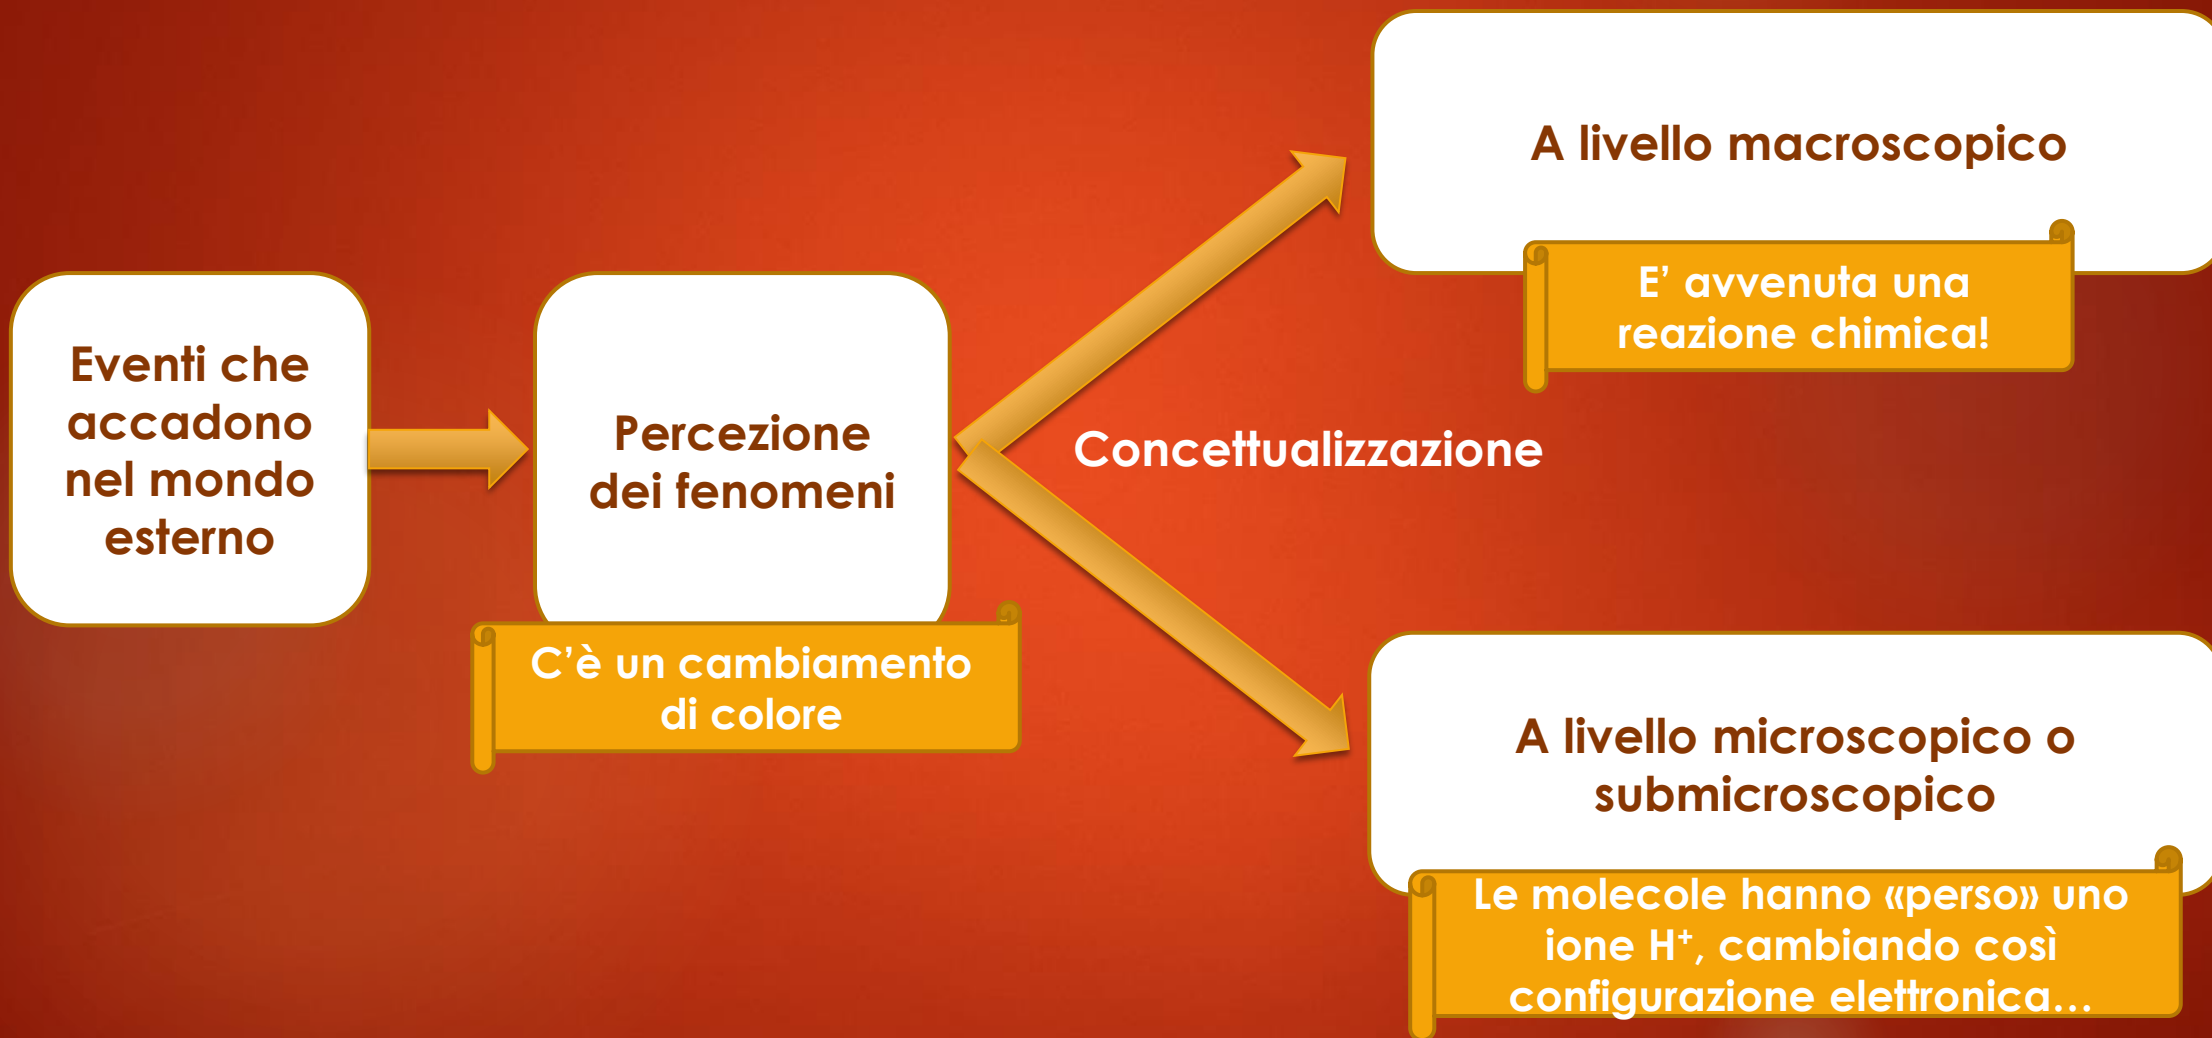 Eventi che
accadono
nel mondo
esterno
Percezione
dei fenomeni
C’è un cambiamento
di colore
Concettualizzazione
A livello macroscopico
E’ avvenuta una
reazione chimica!
A livello microscopico o
submicroscopico
Le molecole hanno «perso» uno
ione H⁺, cambiando così
configurazione elettronica…